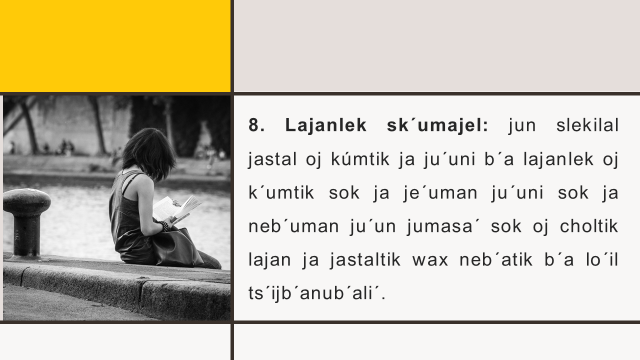 8. Lajanlek sk´umajel: jun slekilal
jastal oj kúmtik ja ju´uni b´a lajanlek oj
k´umtik sok ja je´uman ju´uni sok ja
neb´uman ju´un jumasa´ sok oj choltik
lajan ja jastaltik wax neb´atik b´a lo´il
ts´ijb´anub´ali´.